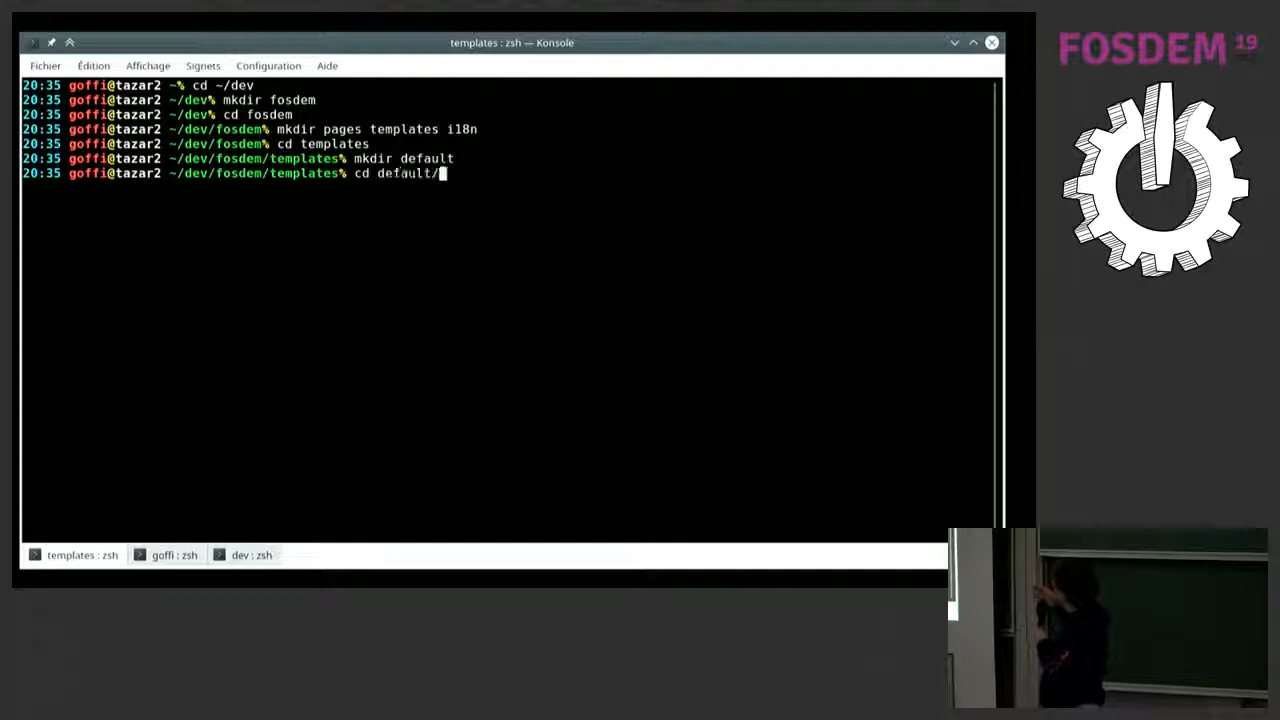 templates : zsh — Konsole
Fichier Édition Affichage Signets Configuration Aide
20:35 goffi@tazar2 ~% cd ~/dev
20:35 goffi@tazar2 ~/dev% mkdir fosdem
20:35 goffi@tazar2 ~/dev% cd fosdem
20:35 goffi@tazar2 ~/dev/fosdem% mkdir pages templates i18n
20:35 goffi@tazar2 ~/dev/fosdem% cd templates
20:35 goffi@tazar2 ~/dev/fosdem/templates% mkdir default
20:35 goffi@tazar2 ~/dev/fosdem/templates% cd default/
templates : zsh goffi : zsh dev : zsh
FOSDEM 19